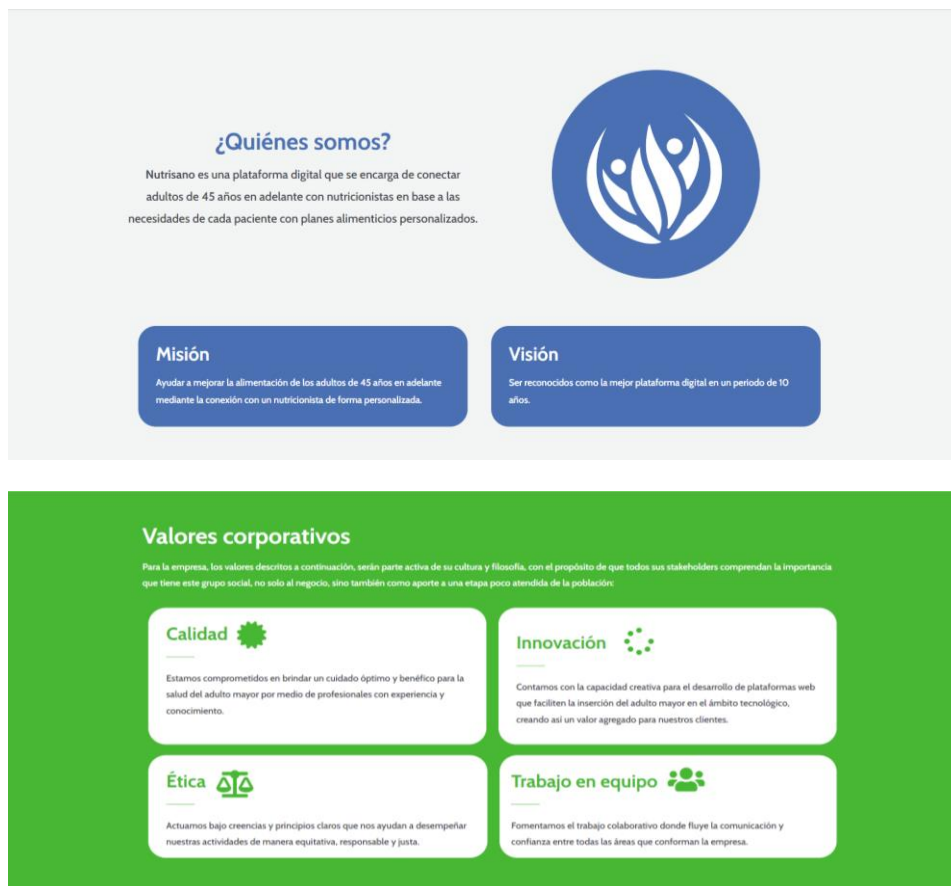 ¿Quiénes somos?
Nutrisano es una plataforma digital que se encarga de conectar
adultos de 45 años en adelante con nutricionistas en base a las
necesidades de cada paciente con planes alimenticios personalizados.
Misión
Ayudar a mejorar la alimentación de los adultos de 45 años en adelante
mediante la conexión con un nutricionista de forma personalizada.
Visión
Ser reconocidos como la mejor plataforma digital en un periodo de 10
años.
Valores corporativos
Para la empresa, los valores descritos a continuación, serán parte activa de su cultura y filosofía, con el propósito de que todos sus stakeholders comprendan la importancia
que tiene este grupo social, no solo al negocio, sino también como aporte a una etapa poco atendida de la población:
Calidad
Estamos comprometidos en brindar un cuidado óptimo y benéfico para la
salud del adulto mayor por medio de profesionales con experiencia y
conocimiento.
Innovación
Contamos con la capacidad creativa para el desarrollo de plataformas web
que faciliten la inserción del adulto mayor en el ámbito tecnológico,
creando así un valor agregado para nuestros clientes.
Ética
Actuamos bajo creencias y principios claros que nos ayudan a desempeñar
nuestras actividades de manera equitativa, responsable y justa.
Trabajo en equipo
Fomentamos el trabajo colaborativo donde fluye la comunicación y
confianza entre todas las áreas que conforman la empresa.